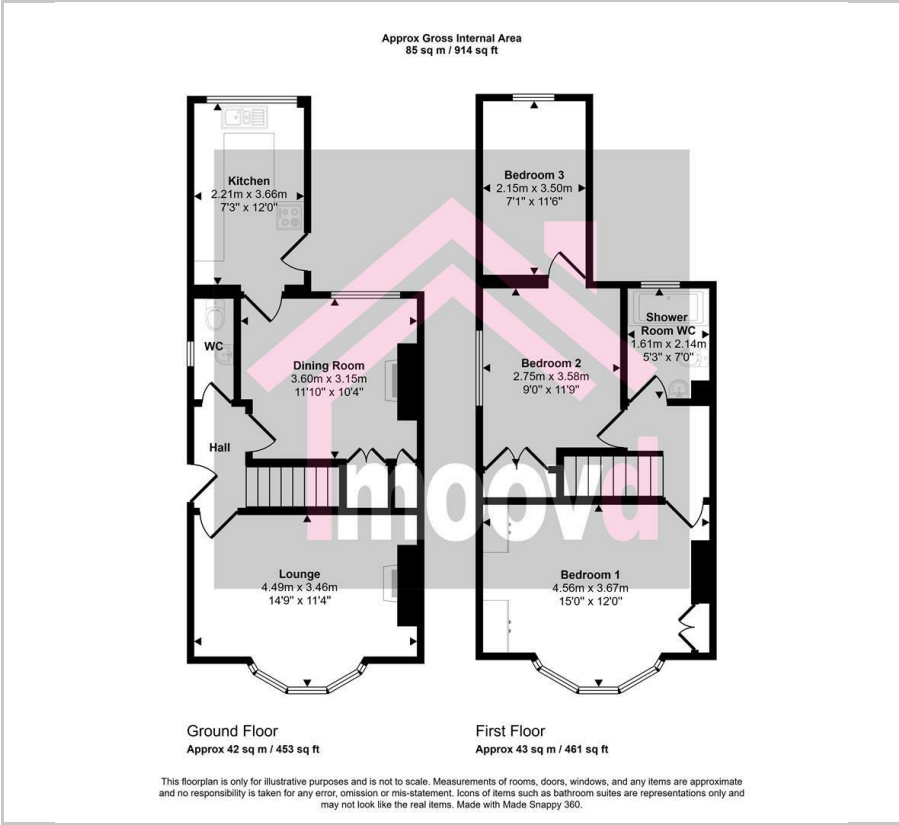 Approx Gross Internal Area
85 sq m / 914 sq ft
Kitchen
2.21m x 3.66m
7'3" x 12'0"
WC
Dining Room
3.60m x 3.15m
11'10" x 10'4"
Hall
Lounge
4.49m x 3.46m
14'9" x 11'4"
Bedroom 3
2.15m x 3.50m
7'1" x 11'6"
Shower
Room WC
1.61m x 2.14m
5'3" x 7'0"
Bedroom 2
2.75m x 3.58m
9'0" x 11'9"
Bedroom 1
4.56m x 3.67m
15'0" x 12'0"
imoovd
Ground Floor
Approx 42 sq m / 453 sq ft
First Floor
Approx 43 sq m / 461 sq ft
This floorplan is only for illustrative purposes and is not to scale. Measurements of rooms, doors, windows, and any items are approximate
and no responsibility is taken for any error, omission or mis-statement. Icons of items such as bathroom suites are representations only and
may not look like the real items. Made with Made Snappy 360.